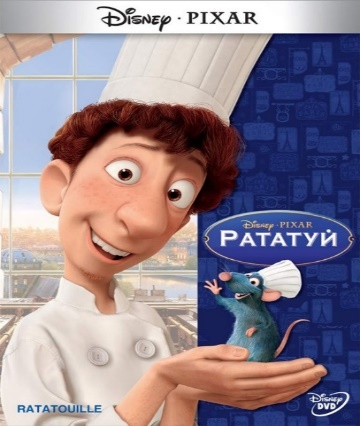 Disney · PIXAR
Disney · PIXAR
РАТАТУЙ
RATATOUILLE
Disney
DVD